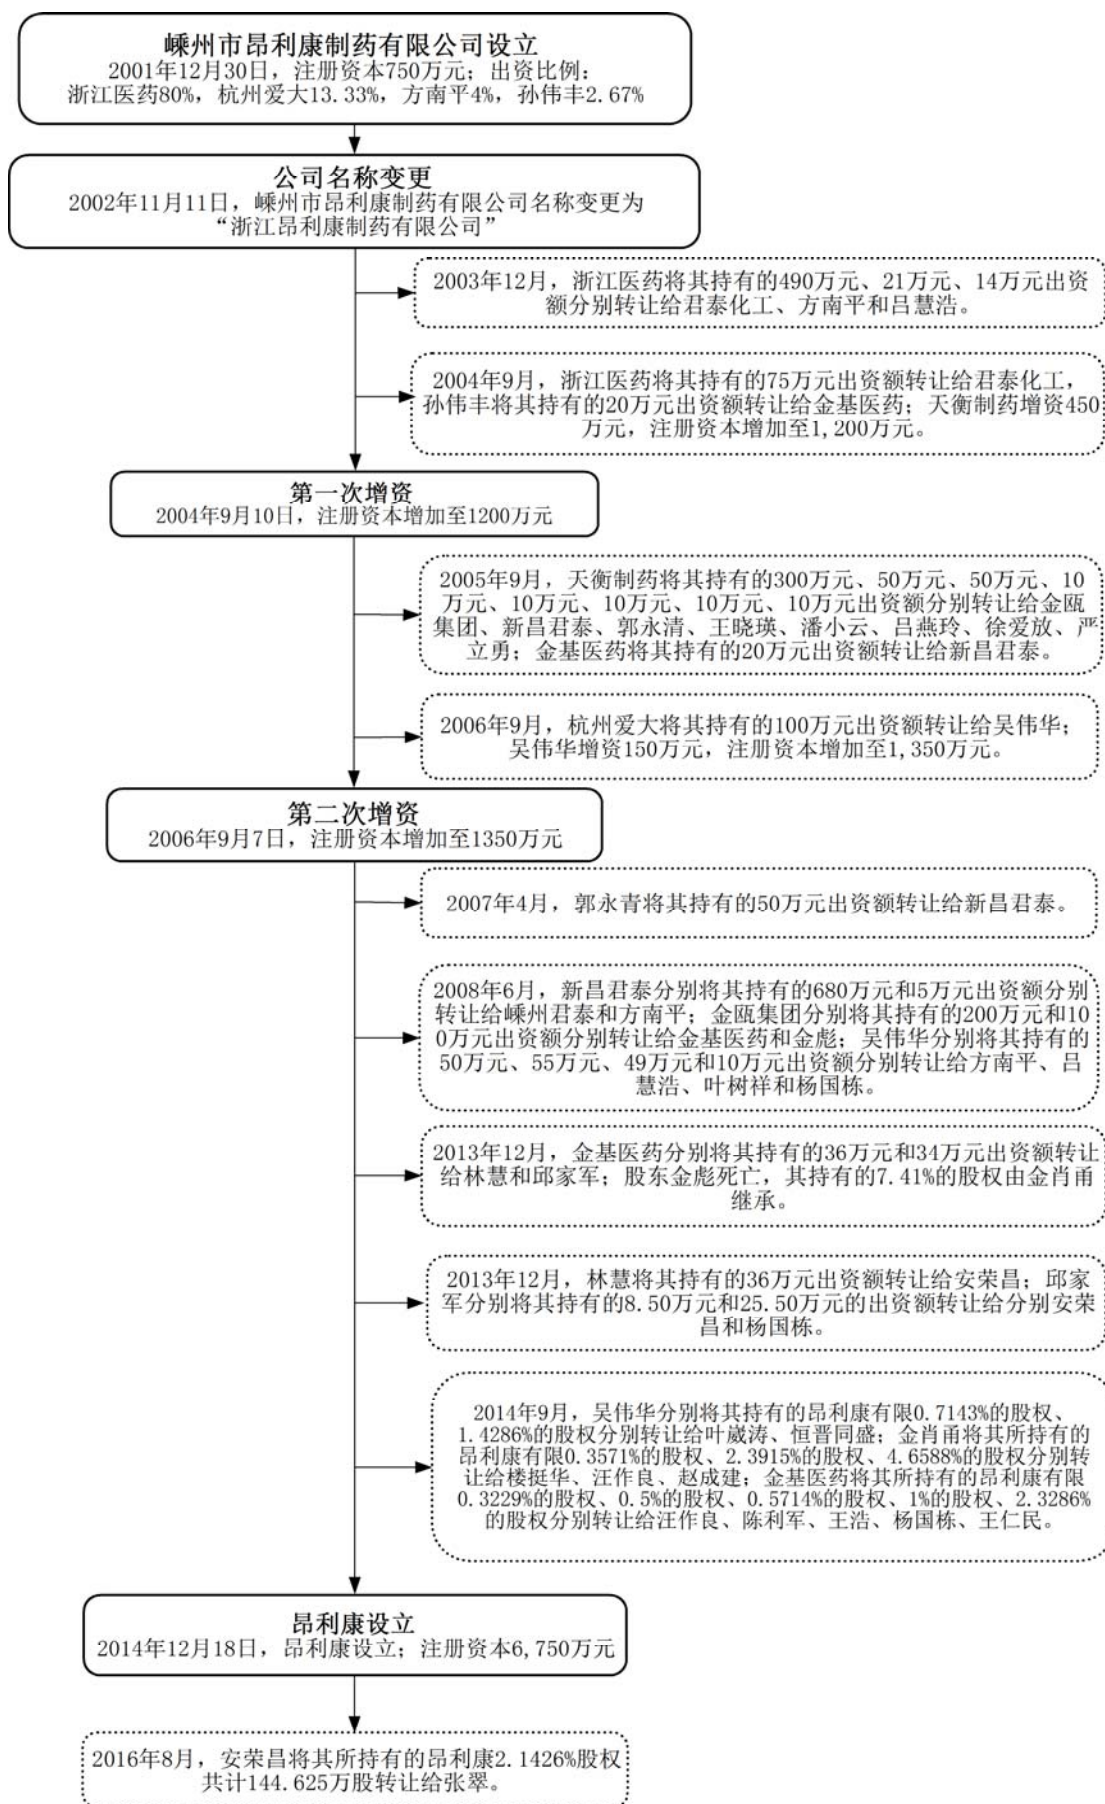 嵊州市昂利康制药有限公司设立
2001年12月30日，注册资本750万元；出资比例：
浙江医药80%，杭州爱大13.33%，方南平4%，孙伟丰2.67%
公司名称变更
2002年11月11日，嵊州市昂利康制药有限公司名称变更为
“浙江昂利康制药有限公司”
2003年12月，浙江医药将其持有的490万元、21万元、14万元出资
额分别转让给君泰化工、方南平和吕慧浩。
2004年9月，浙江医药将其持有的75万元出资额转让给君泰化工，
孙伟丰将其持有的20万元出资额转让给金基医药；天衡制药增资450
万元，注册资本增加至1,200万元。
第一次增资
2004年9月10日，注册资本增加至1200万元
2005年9月，天衡制药将其持有的300万元、50万元、50万元、10
万元、10万元、10万元、10万元、10万元出资额分别转让给金瓯
集团、新昌君泰、郭永清、王晓瑛、潘小云、吕燕玲、徐爱放、严
立勇；金基医药将其持有的20万元出资额转让给新昌君泰。
2006年9月，杭州爱大将其持有的100万元出资额转让给吴伟华；
吴伟华增资150万元，注册资本增加至1,350万元。
第二次增资
2006年9月7日，注册资本增加至1350万元
2007年4月，郭永青将其持有的50万元出资额转让给新昌君泰。
2008年6月，新昌君泰分别将其持有的680万元和5万元出资额分别
转让给嵊州君泰和方南平；金瓯集团分别将其持有的200万元和10
0万元出资额分别转让给金基医药和金彪；吴伟华分别将其持有的
50万元、55万元、49万元和10万元出资额分别转让给方南平、吕
慧浩、叶树祥和杨国栋。
2013年12月，金基医药分别将其持有的36万元和34万元出资额转让
给林慧和邱家军；股东金彪死亡，其持有的7.41%的股权由金肖甬
继承。
2013年12月，林慧将其持有的36万元出资额转让给安荣昌；邱家
军分别将其持有的8.50万元和25.50万元的出资额转让给分别安荣
昌和杨国栋。
2014年9月，吴伟华分别将其持有的昂利康有限0.7143%的股权、
1.4286%的股权分别转让给叶崴涛、恒晋同盛；金肖甬将其所持有的
昂利康有限0.3571%的股权、2.3915%的股权、4.6588%的股权分别转
让给楼挺华、汪作良、赵成建；金基医药将其所持有的昂利康有限
0.3229%的股权、0.5%的股权、0.5714%的股权、1%的股权、2.3286%
的股权分别转让给汪作良、陈利军、王浩、杨国栋、王仁民。
昂利康设立
2014年12月18日，昂利康设立；注册资本6,750万元
2016年8月，安荣昌将其所持有的昂利康2.1426%股权
共计144.625万股转让给张翠。